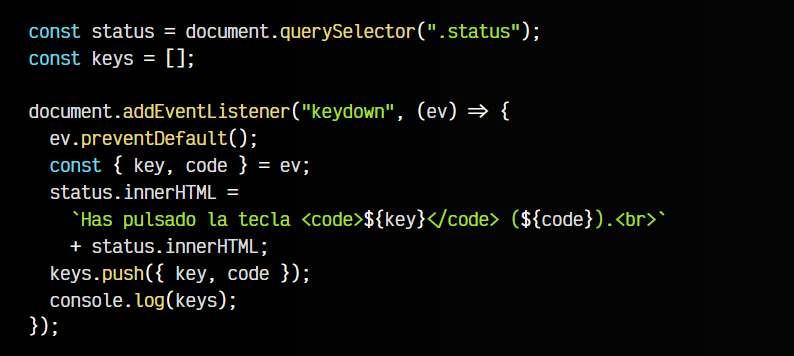 const status = document.querySelector(".status");
const keys = [];
document.addEventListener("keydown", (ev) => {
ev.preventDefault();
const { key, code } = ev;
status.innerHTML =
`Has pulsado la tecla <code>${key}</code> (${code}).<br>`
+ status.innerHTML;
keys.push({ key, code });
console.log(keys);
});